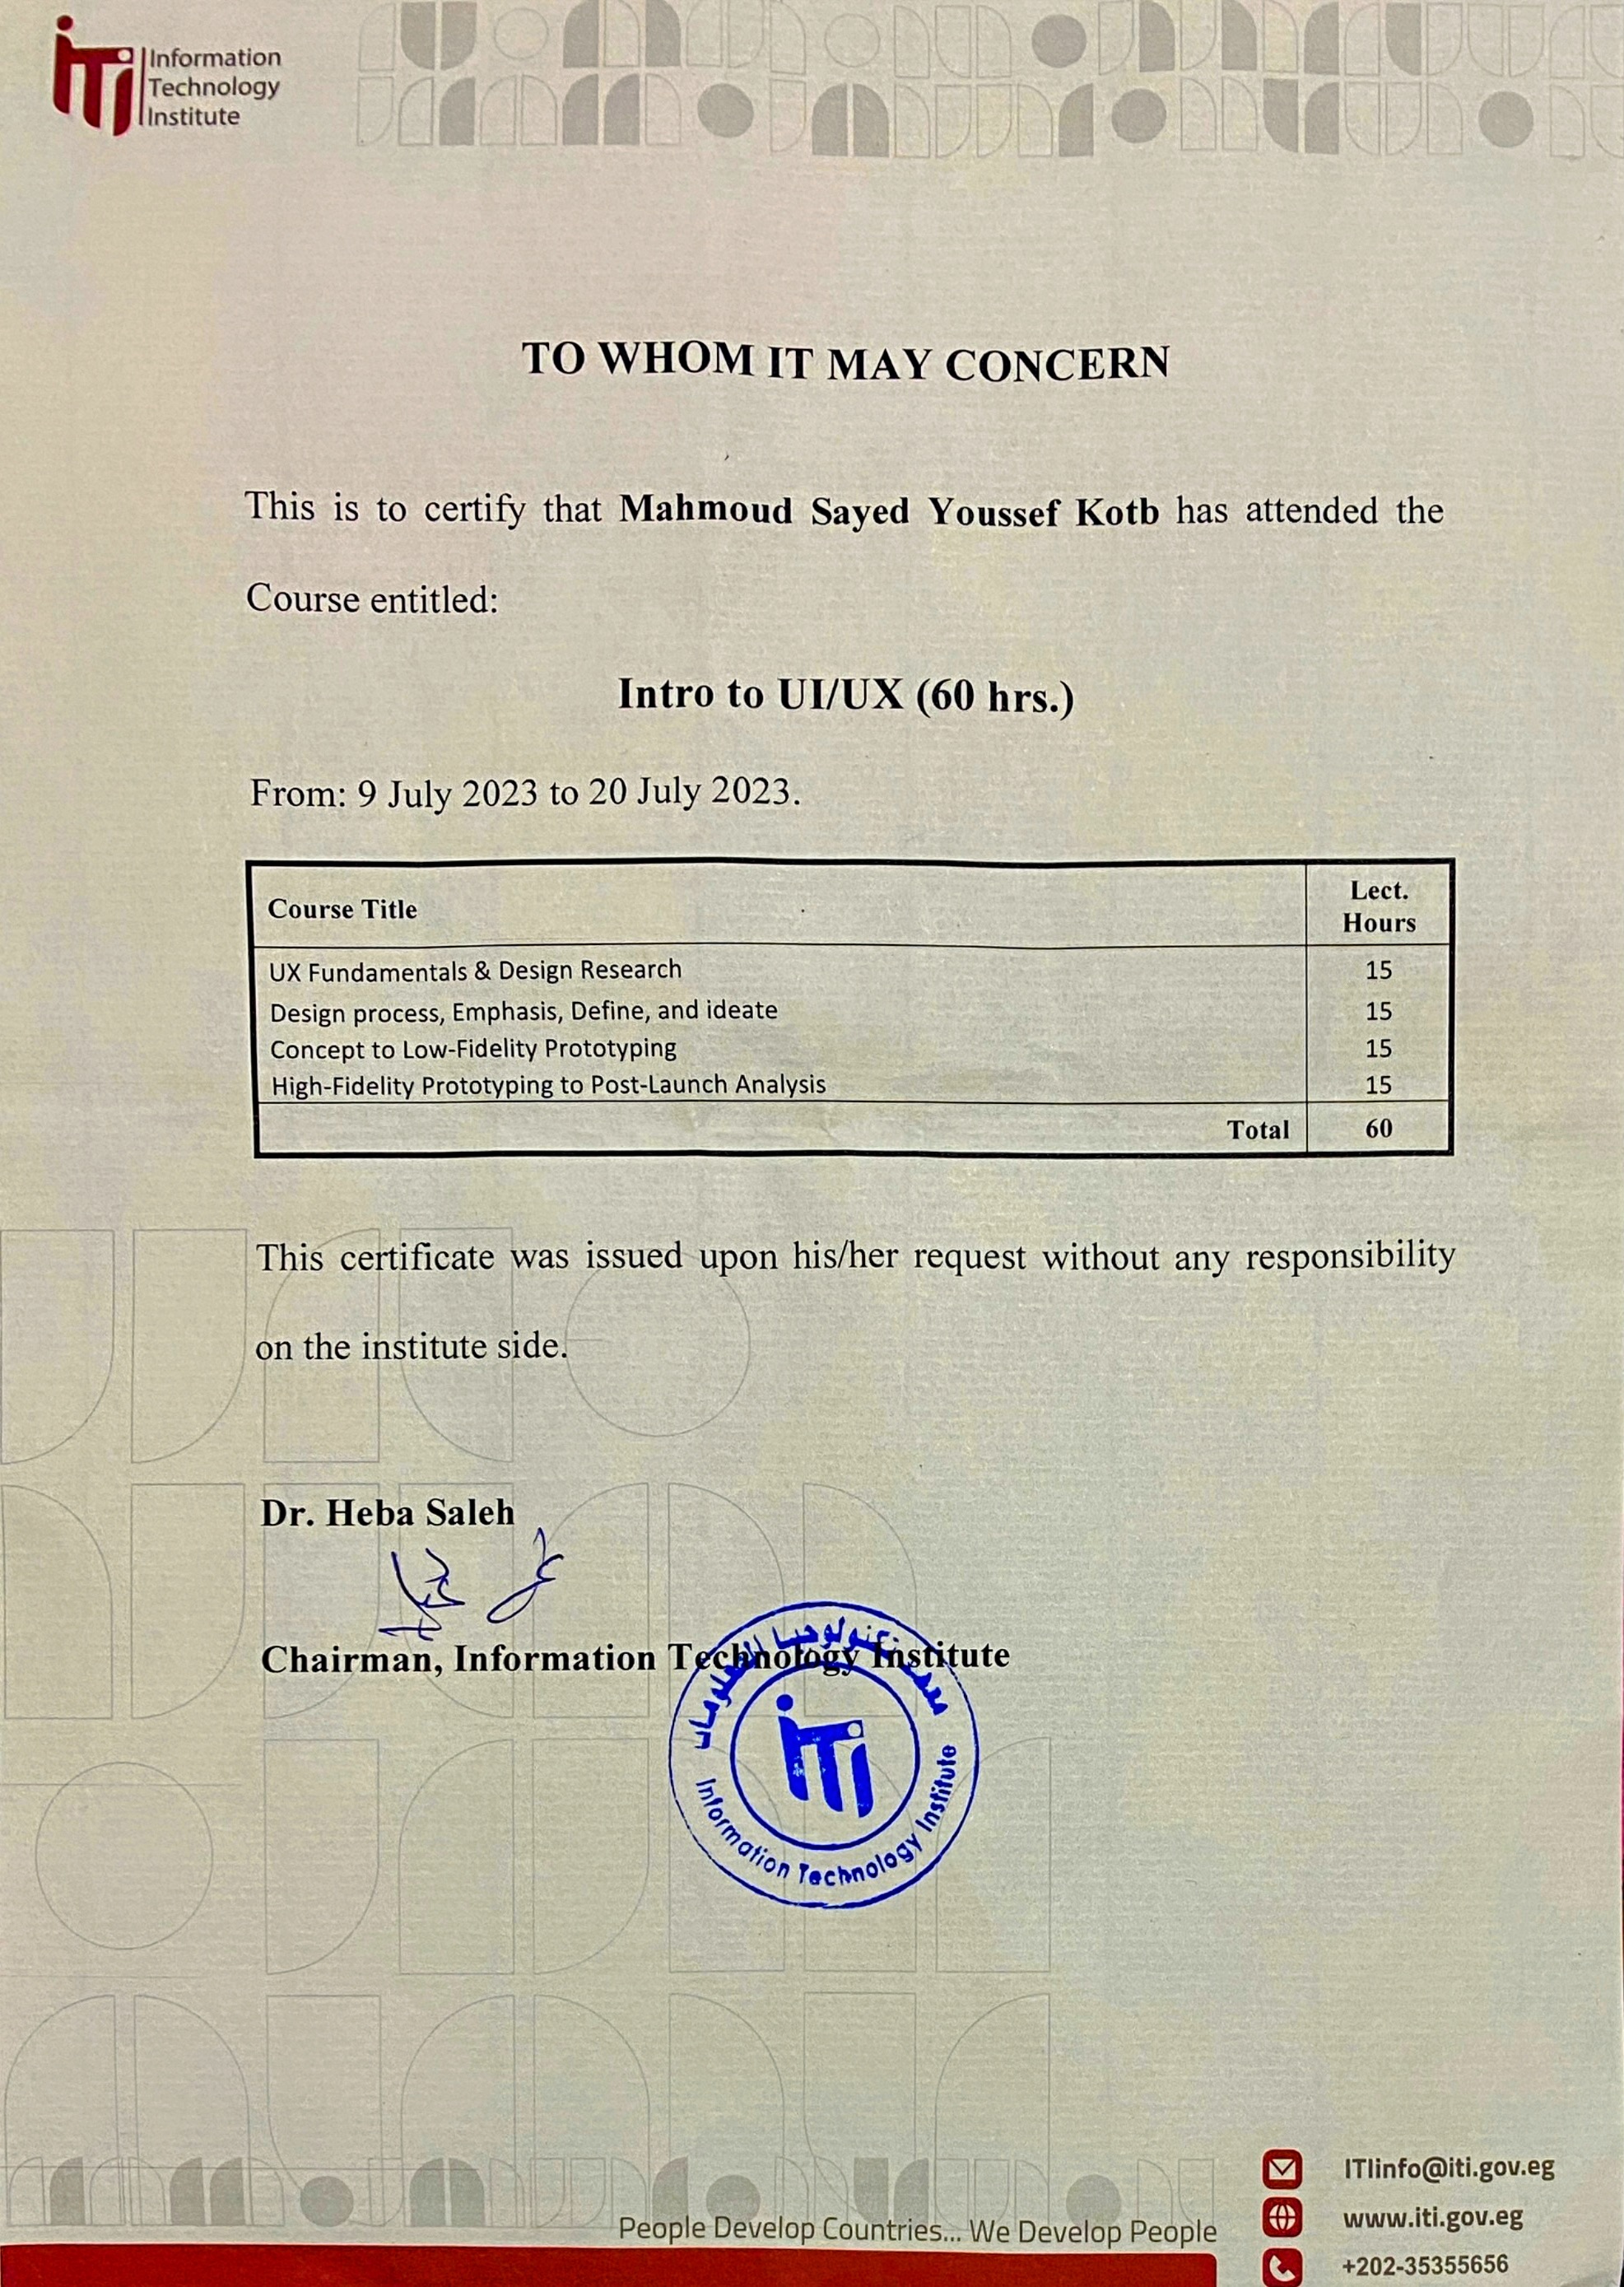 iTi
Information
Technology
Institute
TO WHOM IT MAY CONCERN
This is to certify that Mahmoud Sayed Youssef Kotb has attended the
Course entitled:
Intro to UI/UX (60 hrs.)
From: 9 July 2023 to 20 July 2023.
Course Title Lect. Hours
UX Fundamentals & Design Research 15
Design process, Emphasis, Define, and ideate 15
Concept to Low-Fidelity Prototyping 15
High-Fidelity Prototyping to Post-Launch Analysis 15
Total 60
This certificate was issued upon his/her request without any responsibility
on the institute side.
Dr. Heba Saleh
Chairman, Information Technology Institute
معهد تكنولوجيا المعلومات
iTi
Information Technology Institute
People Develop Countries... We Develop People
ITIinfo@iti.gov.eg
www.iti.gov.eg
+202-35355656